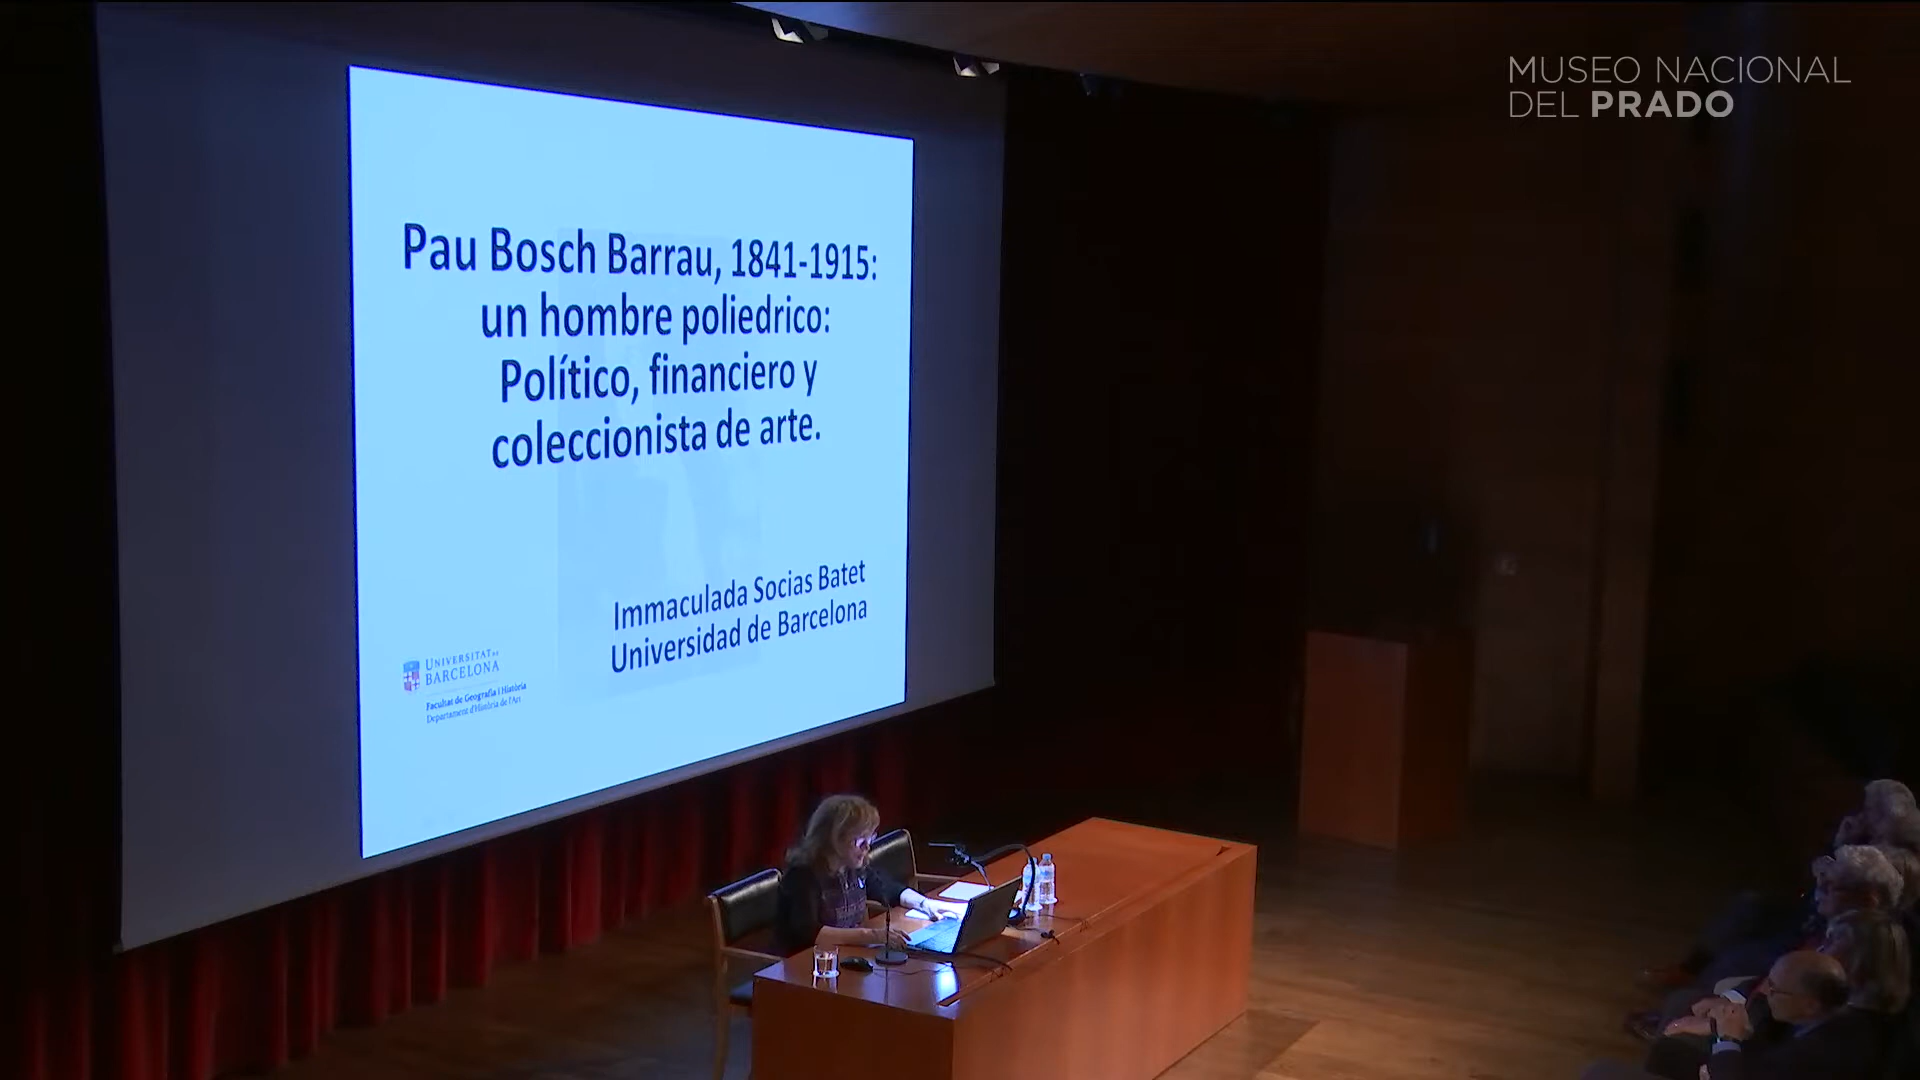 MUSEO NACIONAL
DEL PRADO
Pau Bosch Barrau, 1841-1915:
un hombre poliedrico:
Político, financiero y
coleccionista de arte.
Immaculada Socias Batet
Universidad de Barcelona
UNIVERSITAT DE
BARCELONA
Facultat de Geografia i Història
Departament d'Història de l'Art